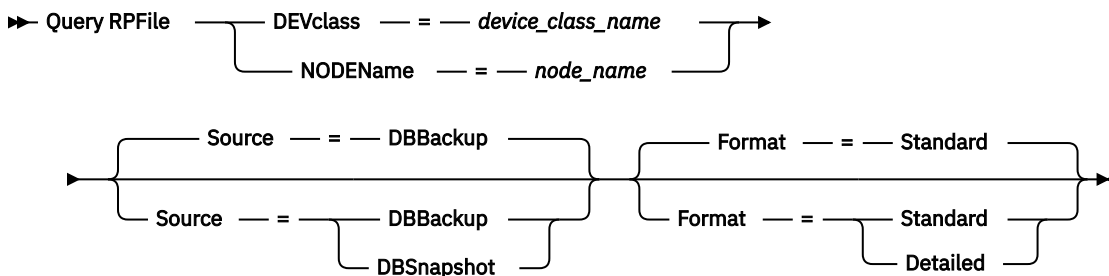 Query RPFile DEVclass = device_class_name
NODEName = node_name
Source = DBBackup Format = Standard
Source = DBBackup Format = Standard
DBSnapshot Detailed